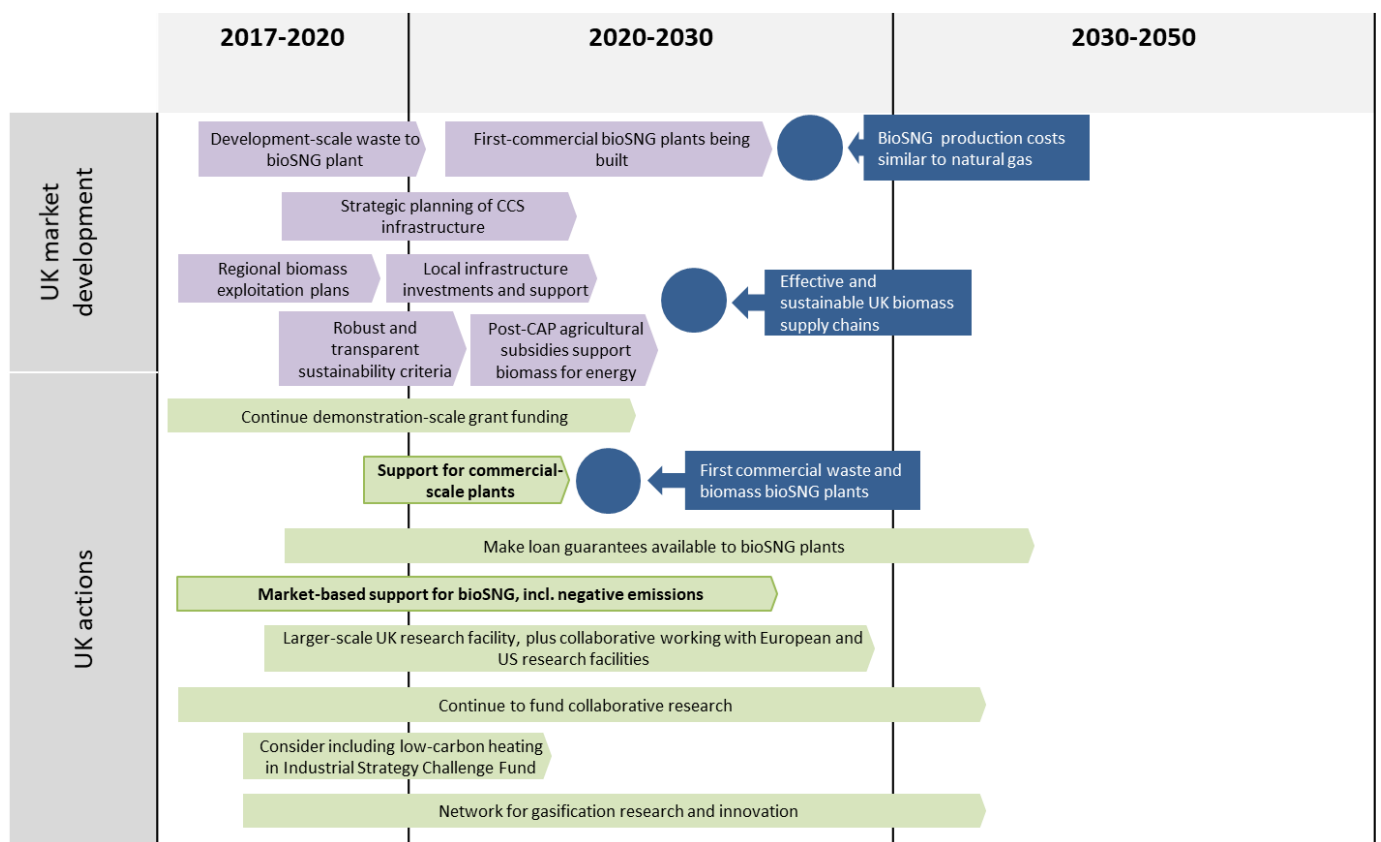 2017-2020
2020-2030
2030-2050
UK market
development
Development-scale waste to
bioSNG plant
First-commercial bioSNG plants being
built
BioSNG production costs
similar to natural gas
Strategic planning of CCS
infrastructure
Regional biomass
exploitation plans
Local infrastructure
investments and support
Effective and
sustainable UK biomass
supply chains
Robust and
transparent
sustainability criteria
Post-CAP agricultural
subsidies support
biomass for energy
UK actions
Continue demonstration-scale grant funding
Support for commercial-
scale plants
First commercial waste and
biomass bioSNG plants
Make loan guarantees available to bioSNG plants
Market-based support for bioSNG, incl. negative emissions
Larger-scale UK research facility, plus collaborative working with European and
US research facilities
Continue to fund collaborative research
Consider including low-carbon heating
in Industrial Strategy Challenge Fund
Network for gasification research and innovation